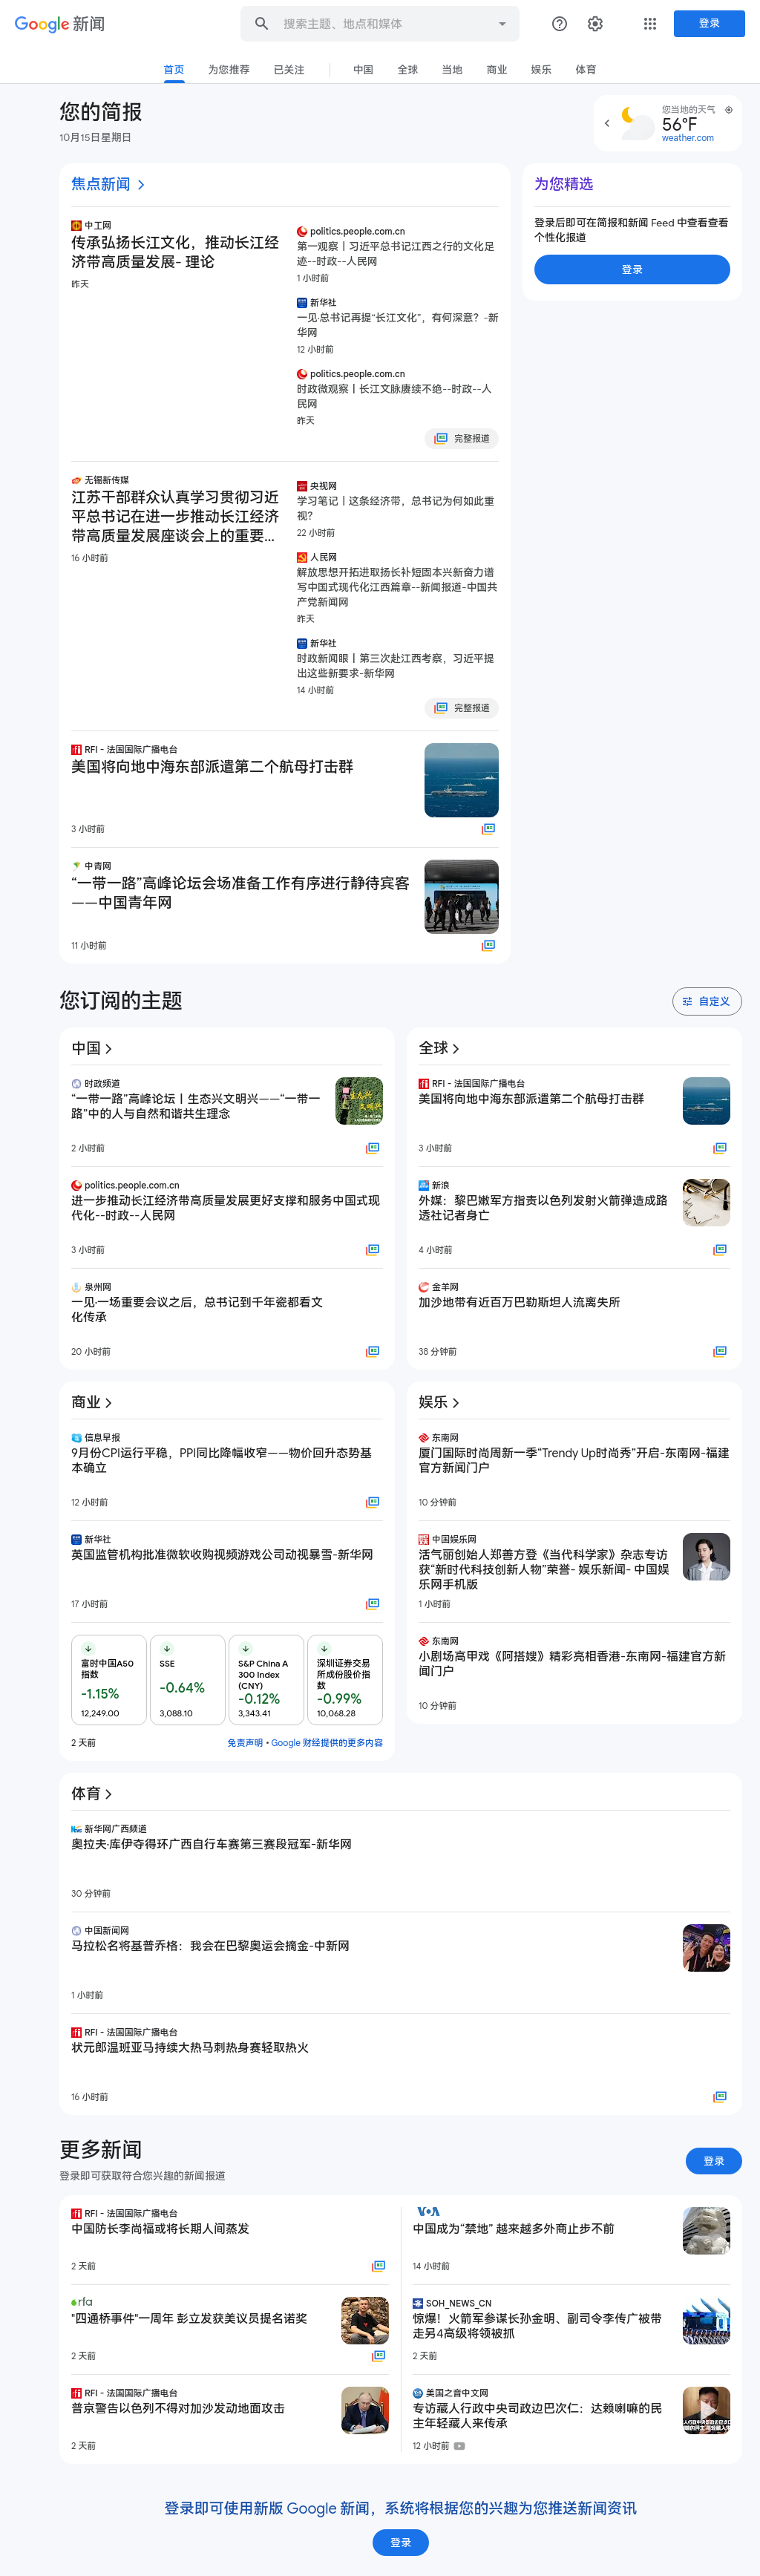 Google 新闻
搜索主题、地点和媒体
登录
首页
为您推荐
已关注
中国
全球
当地
商业
娱乐
体育
您的简报
10月15日星期日
您当地的天气
56°F
weather.com
焦点新闻
中工网
传承弘扬长江文化，推动长江经
济带高质量发展- 理论
昨天
politics.people.com.cn
第一观察丨习近平总书记江西之行的文化足
迹--时政--人民网
1 小时前
新华社
一见·总书记再提“长江文化”，有何深意？-新
华网
12 小时前
politics.people.com.cn
时政微观察丨长江文脉赓续不绝--时政--人
民网
昨天
完整报道
无锡新传媒
江苏干部群众认真学习贯彻习近
平总书记在进一步推动长江经济
带高质量发展座谈会上的重要...
16 小时前
央视网
学习笔记丨这条经济带，总书记为何如此重
视？
22 小时前
人民网
解放思想开拓进取扬长补短固本兴新奋力谱
写中国式现代化江西篇章--新闻报道-中国共
产党新闻网
昨天
新华社
时政新闻眼丨第三次赴江西考察，习近平提
出这些新要求-新华网
14 小时前
完整报道
RFI - 法国国际广播电台
美国将向地中海东部派遣第二个航母打击群
3 小时前
中青网
“一带一路”高峰论坛会场准备工作有序进行静待宾客
——中国青年网
11 小时前
为您精选
登录后即可在简报和新闻 Feed 中查看查看
个性化报道
登录
您订阅的主题
自定义
中国
时政频道
“一带一路”高峰论坛丨生态兴文明兴——“一带一
路”中的人与自然和谐共生理念
2 小时前
politics.people.com.cn
进一步推动长江经济带高质量发展更好支撑和服务中国式现
代化--时政--人民网
3 小时前
泉州网
一见·一场重要会议之后，总书记到千年瓷都看文
化传承
20 小时前
全球
RFI - 法国国际广播电台
美国将向地中海东部派遣第二个航母打击群
3 小时前
新浪
外媒：黎巴嫩军方指责以色列发射火箭弹造成路
透社记者身亡
4 小时前
金羊网
加沙地带有近百万巴勒斯坦人流离失所
38 分钟前
商业
信息早报
9月份CPI运行平稳，PPI同比降幅收窄——物价回升态势基
本确立
12 小时前
新华社
英国监管机构批准微软收购视频游戏公司动视暴雪-新华网
17 小时前
富时中国A50
指数
-1.15%
12,249.00
SSE
-0.64%
3,088.10
S&P China A
300 Index
(CNY)
-0.12%
3,343.41
深圳证券交易
所成份股价指
数
-0.99%
10,068.28
2 天前
免责声明 • Google 财经提供的更多内容
娱乐
东南网
厦门国际时尚周新一季“Trendy Up时尚秀”开启-东南网-福建
官方新闻门户
10 分钟前
中国娱乐网
活气丽创始人郑善方登《当代科学家》杂志专访
获“新时代科技创新人物”荣誉- 娱乐新闻- 中国娱
乐网手机版
1 小时前
东南网
小剧场高甲戏《阿搭嫂》精彩亮相香港-东南网-福建官方新
闻门户
10 分钟前
体育
新华网广西频道
奥拉夫·库伊夺得环广西自行车赛第三赛段冠军-新华网
30 分钟前
中国新闻网
马拉松名将基普乔格：我会在巴黎奥运会摘金-中新网
1 小时前
RFI - 法国国际广播电台
状元郎温班亚马持续大热马刺热身赛轻取热火
16 小时前
更多新闻
登录即可获取符合您兴趣的新闻报道
登录
RFI - 法国国际广播电台
中国防长李尚福或将长期人间蒸发
2 天前
rfa
"四通桥事件"一周年 彭立发获美议员提名诺奖
2 天前
RFI - 法国国际广播电台
普京警告以色列不得对加沙发动地面攻击
2 天前
VOA
中国成为“禁地” 越来越多外商止步不前
14 小时前
SOH_NEWS_CN
惊爆！火箭军参谋长孙金明、副司令李传广被带
走另4高级将领被抓
2 天前
美国之音中文网
专访藏人行政中央司政边巴次仁：达赖喇嘛的民
主年轻藏人来传承
12 小时前
登录即可使用新版 Google 新闻，系统将根据您的兴趣为您推送新闻资讯
登录